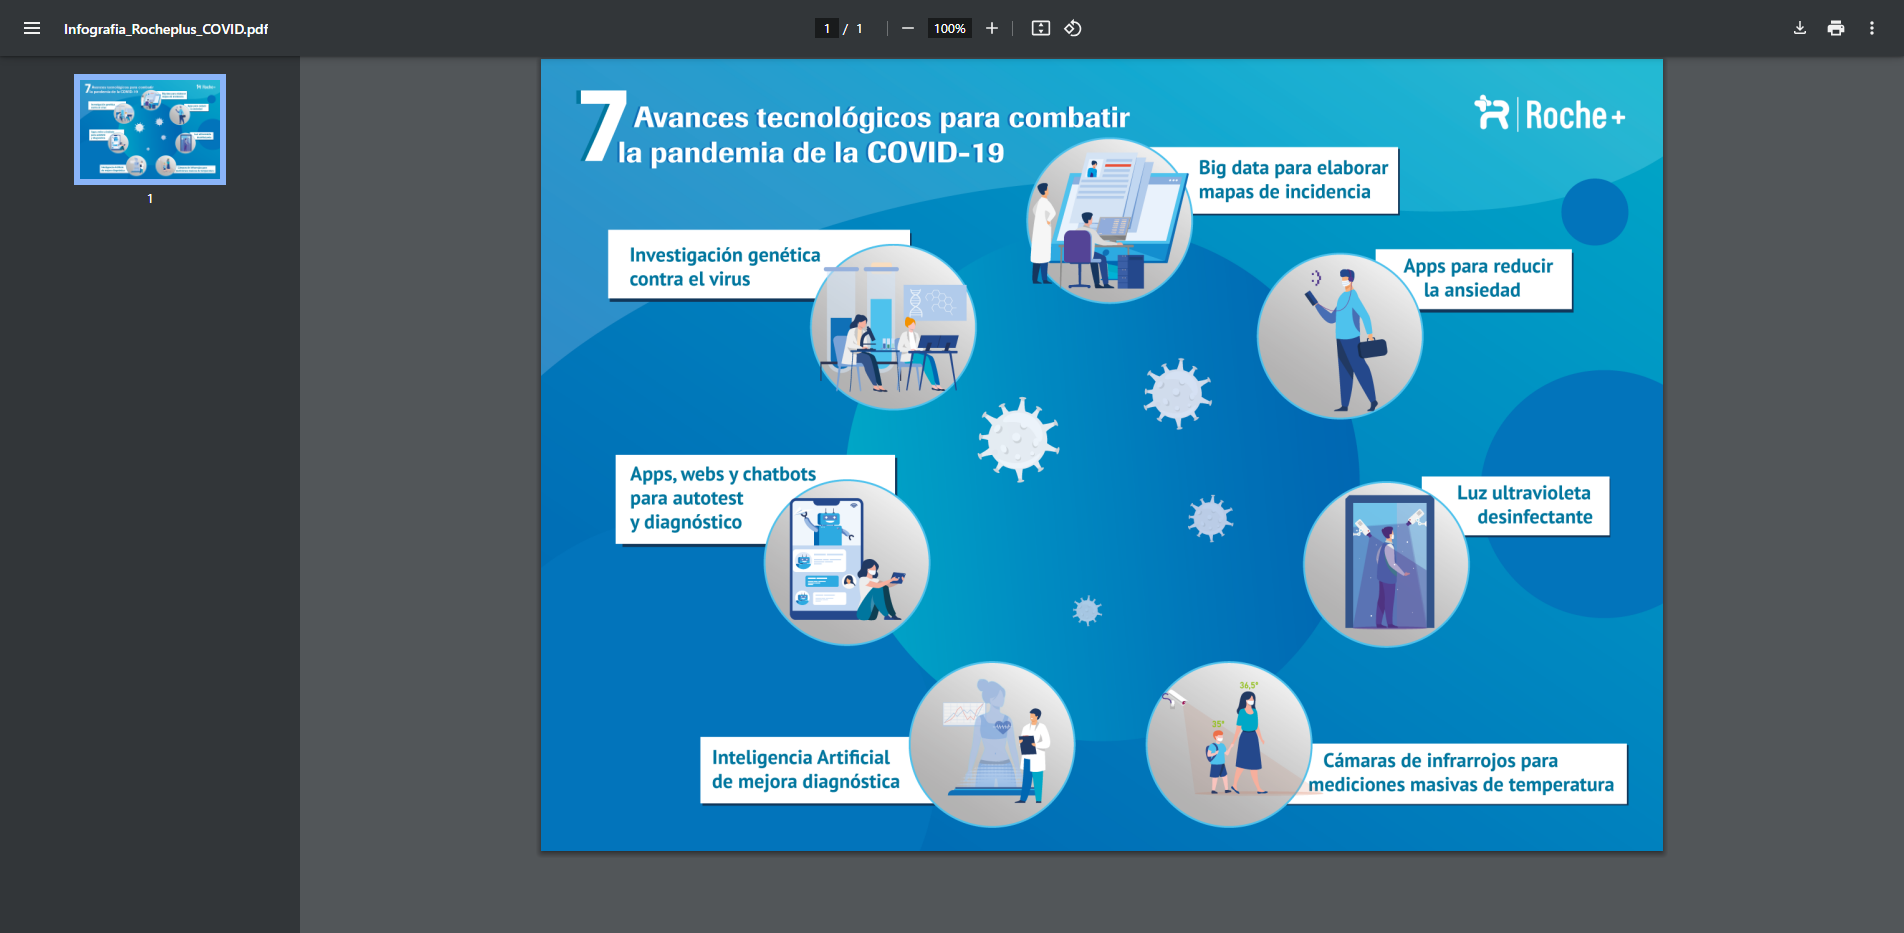 Infografia_Rocheplus_COVID.pdf
1 / 1
100%
1
7 Avances tecnológicos para combatir
la pandemia de la COVID-19
Roche+
Big data para elaborar
mapas de incidencia
Investigación genética
contra el virus
Apps para reducir
la ansiedad
Apps, webs y chatbots
para autotest
y diagnóstico
Luz ultravioleta
desinfectante
36,5°
35°
Inteligencia Artificial
de mejora diagnóstica
Cámaras de infrarrojos para
mediciones masivas de temperatura